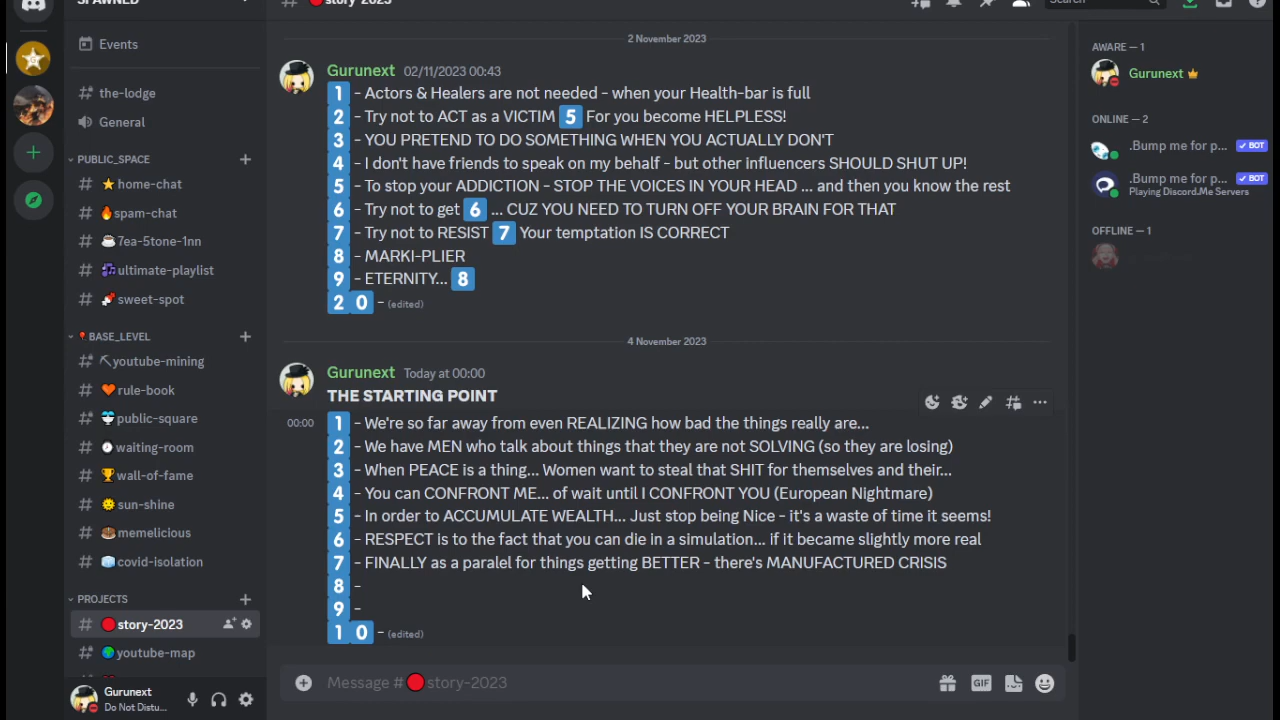 SPAWNED
Events
the-lodge
General
PUBLIC_SPACE
home-chat
spam-chat
7ea-5tone-1nn
ultimate-playlist
sweet-spot
BASE_LEVEL
youtube-mining
rule-book
public-square
waiting-room
wall-of-fame
sun-shine
memelicious
covid-isolation
PROJECTS
story-2023
youtube-map
Gurunext
Do Not Distu...
story-2023
Search
2 November 2023
Gurunext 02/11/2023 00:43
1 - Actors & Healers are not needed - when your Health-bar is full
2 - Try not to ACT as a VICTIM 5 For you become HELPLESS!
3 - YOU PRETEND TO DO SOMETHING WHEN YOU ACTUALLY DON'T
4 - I don't have friends to speak on my behalf - but other influencers SHOULD SHUT UP!
5 - To stop your ADDICTION - STOP THE VOICES IN YOUR HEAD ... and then you know the rest
6 - Try not to get 6 ... CUZ YOU NEED TO TURN OFF YOUR BRAIN FOR THAT
7 - Try not to RESIST 7 Your temptation IS CORRECT
8 - MARKI-PLIER
9 - ETERNITY... 8
2 0 - (edited)
4 November 2023
Gurunext Today at 00:00
THE STARTING POINT
00:00 1 - We're so far away from even REALIZING how bad the things really are...
2 - We have MEN who talk about things that they are not SOLVING (so they are losing)
3 - When PEACE is a thing... Women want to steal that SHIT for themselves and their...
4 - You can CONFRONT ME... of wait until I CONFRONT YOU (European Nightmare)
5 - In order to ACCUMULATE WEALTH... Just stop being Nice - it's a waste of time it seems!
6 - RESPECT is to the fact that you can die in a simulation... if it became slightly more real
7 - FINALLY as a paralel for things getting BETTER - there's MANUFACTURED CRISIS
8 -
9 -
1 0 - (edited)
Message # story-2023
GIF
AWARE — 1
Gurunext
ONLINE — 2
.Bump me for p... BOT
.Bump me for p... BOT
Playing Discord.Me Servers
OFFLINE — 1